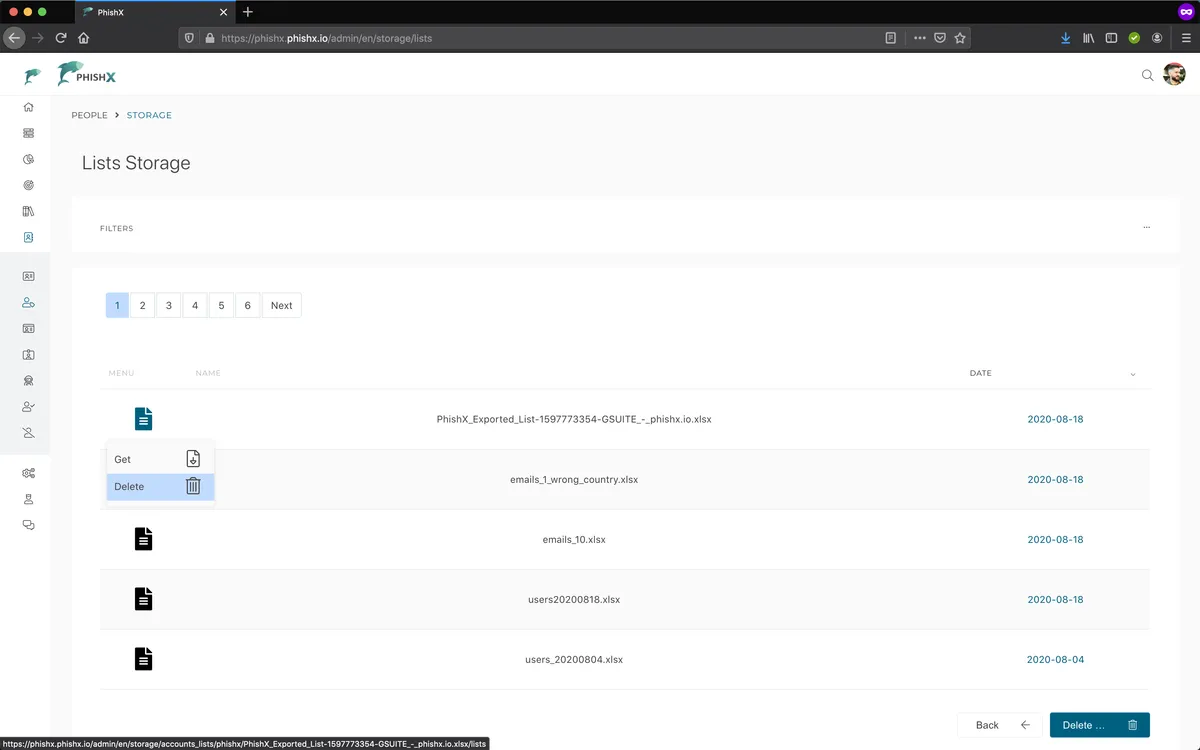 PhishX
https://phishx.phishx.io/admin/en/storage/lists
PHISHX
PEOPLE > STORAGE
Lists Storage
FILTERS
1 2 3 4 5 6 Next
MENU NAME DATE
PhishX_Exported_List-1597773354-GSUITE_-_phishx.io.xlsx 2020-08-18
Get
Delete
emails_1_wrong_country.xlsx 2020-08-18
emails_10.xlsx 2020-08-18
users20200818.xlsx 2020-08-18
users_20200804.xlsx 2020-08-04
Back Delete ...
https://phishx.phishx.io/admin/en/storage/accounts_lists/phishx/PhishX_Exported_List-1597773354-GSUITE_-_phishx.io.xlsx/lists